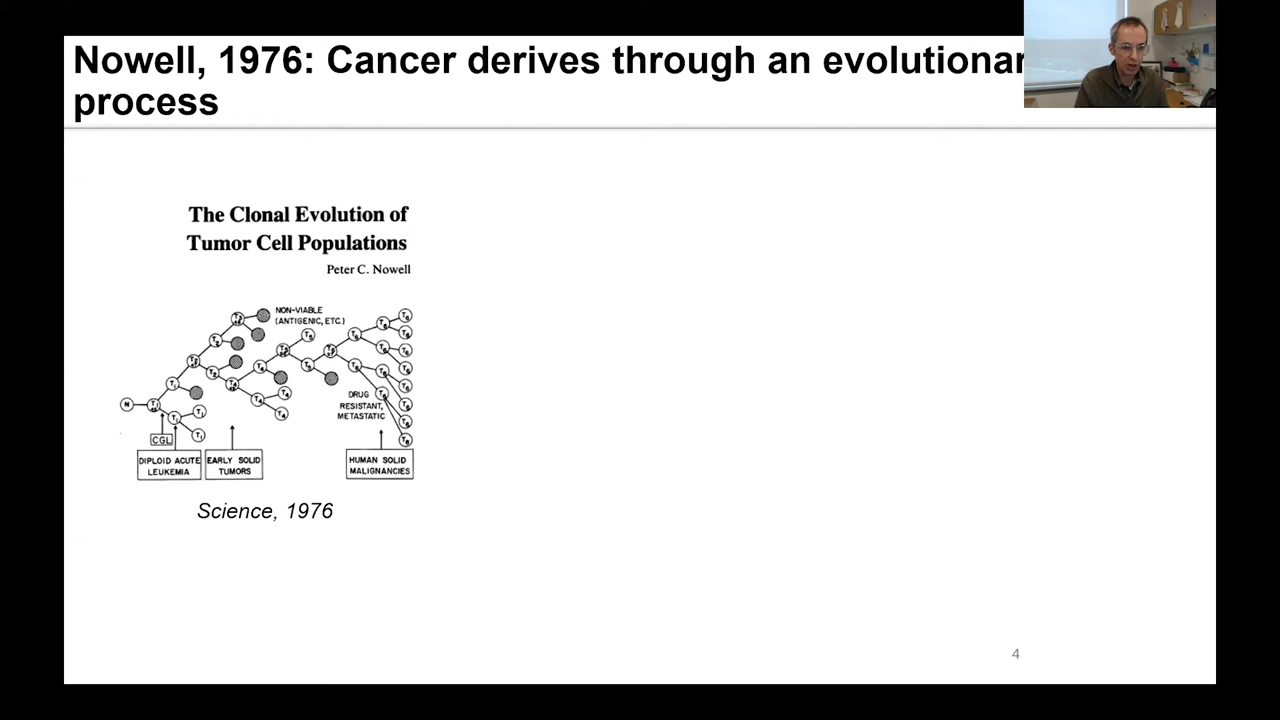 Nowell, 1976: Cancer derives through an evolutionar
process
The Clonal Evolution of
Tumor Cell Populations
Peter C. Nowell
NON-VIABLE
(ANTIGENIC, ETC.)
DRUG
RESISTANT,
METASTATIC
N
CGL
DIPLOID ACUTE
LEUKEMIA
EARLY SOLID
TUMORS
HUMAN SOLID
MALIGNANCIES
Science, 1976
4